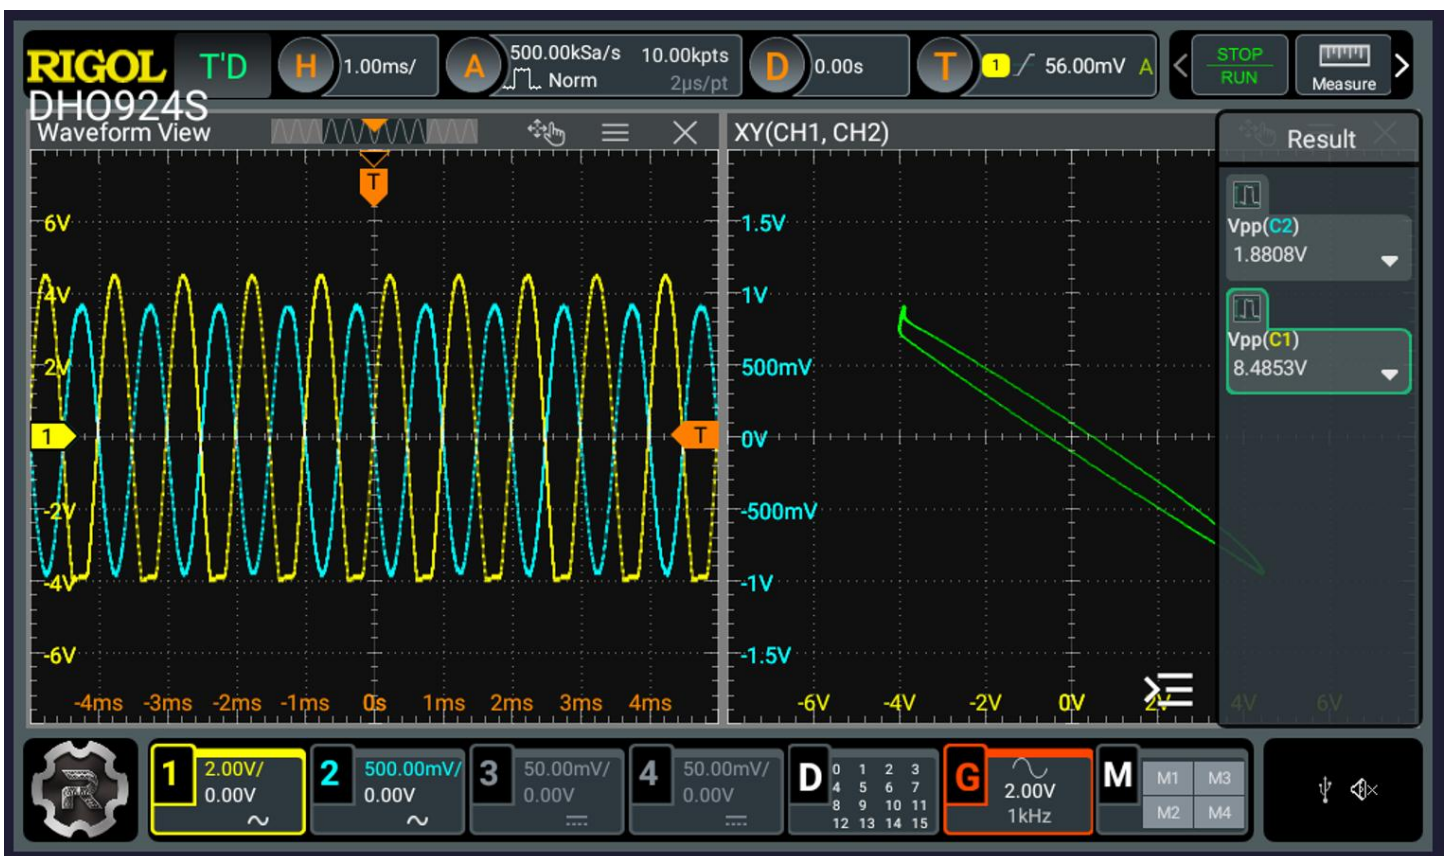 RIGOL T'D H 1.00ms/ A 500.00kSa/s 10.00kpts D 0.00s T 1 56.00mV A STOP
Norm 2µs/pt RUN Measure
DHO924S
Waveform View XY(CH1, CH2) Result
T
6V 1.5V Vpp(C2)
1.8808V
4V 1V
Vpp(C1)
2V 500mV 8.4853V
1 T 0V
-2V -500mV
-4V -1V
-6V -1.5V
-4ms -3ms -2ms -1ms 0s 1ms 2ms 3ms 4ms -6V -4V -2V 0V 2V 4V 6V
1 2.00V/ 2 500.00mV/ 3 50.00mV/ 4 50.00mV/ D 0 1 2 3 G 2.00V M M1 M3
0.00V 0.00V 0.00V 0.00V 4 5 6 7 1kHz M2 M4
8 9 10 11
12 13 14 15
R